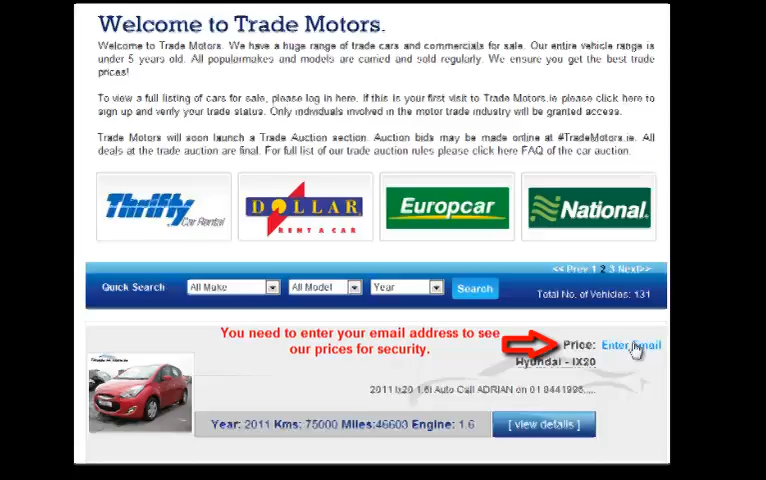 Welcome to Trade Motors.
Welcome to Trade Motors. We have a huge range of trade cars and commercials for sale. Our entire vehicle range is
under 5 years old. All popularmakes and models are carried and sold regularly. We ensure you get the best trade
prices!
To view a full listing of cars for sale, please log in here. If this is your first visit to Trade Motors.ie please click here to
sign up and verify your trade status. Only individuals involved in the motor trade industry will be granted access.
Trade Motors will soon launch a Trade Auction section. Auction bids may be made online at #TradeMotors.ie. All
deals at the trade auction are final. For full list of our trade auction rules please click here FAQ of the car auction.
Thrifty Car Rental
DOLLAR RENT A CAR
Europcar
National.
<< Prev 1 2 3 Next>>
Quick Search All Make All Model Year Search
Total No. of Vehicles: 131
You need to enter your email address to see
our prices for security.
Price: Enter Email
Hyundai - IX20
2011 Ix20 1.6i Auto Call ADRIAN on 01 8441995....
Year: 2011 Kms: 75000 Miles:46603 Engine: 1.6 [ view details ]